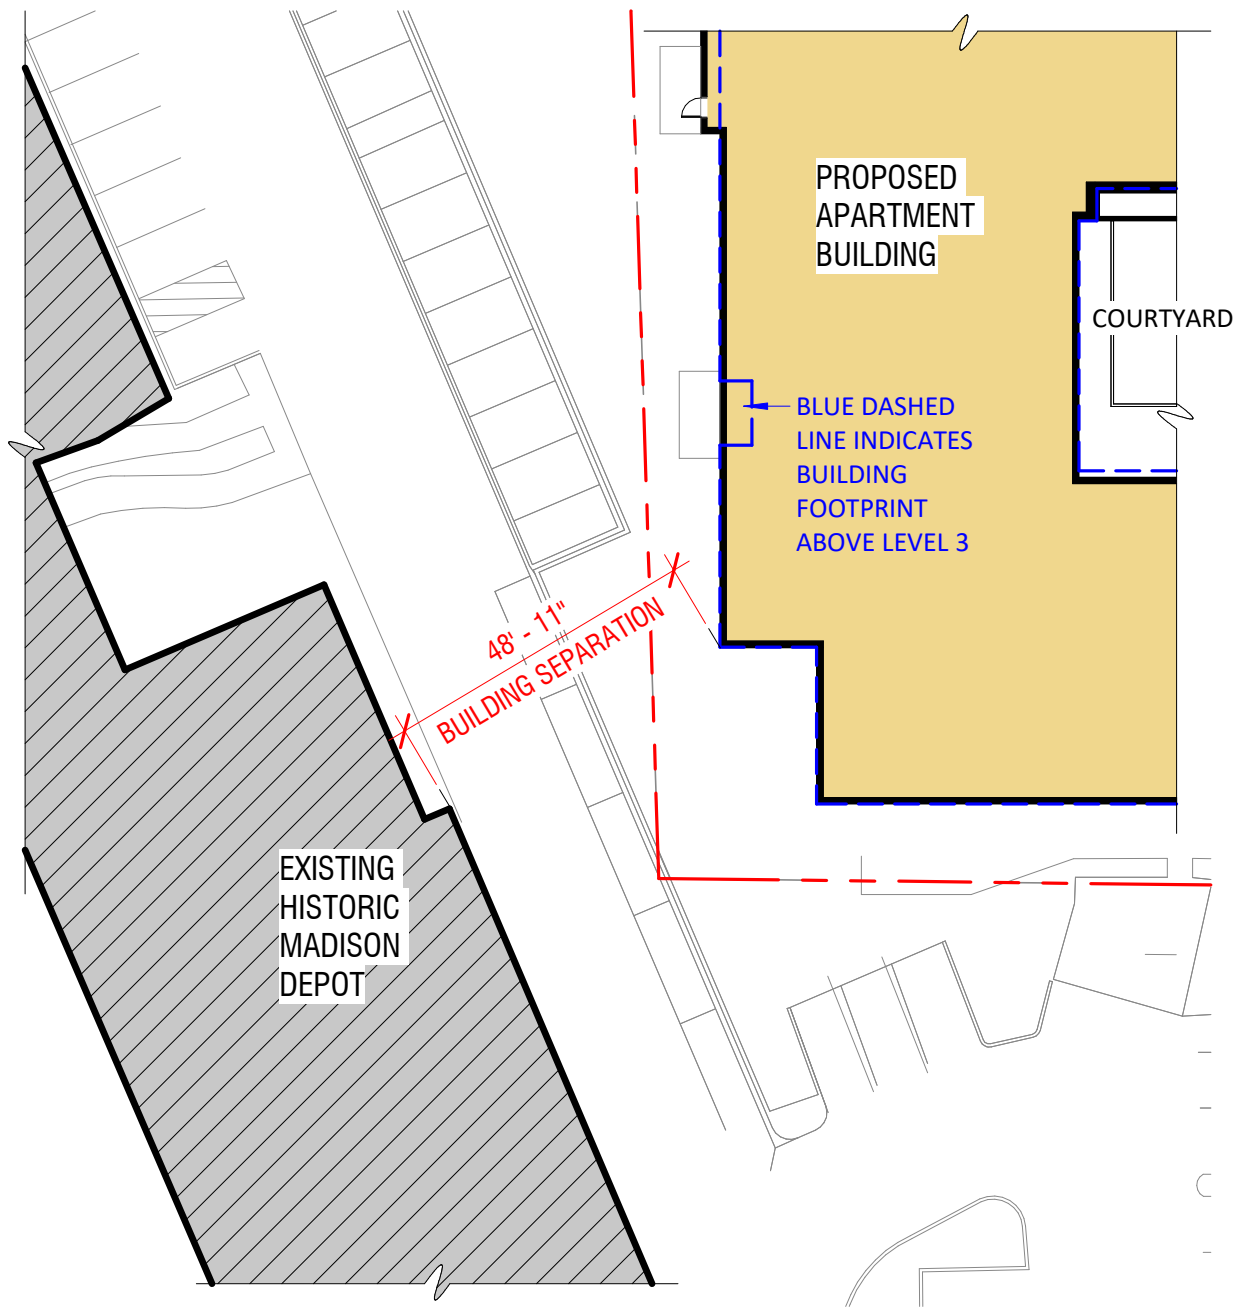 PROPOSED
APARTMENT
BUILDING
COURTYARD
BLUE DASHED
LINE INDICATES
BUILDING
FOOTPRINT
ABOVE LEVEL 3
48' - 11"
BUILDING SEPARATION
EXISTING
HISTORIC
MADISON
DEPOT